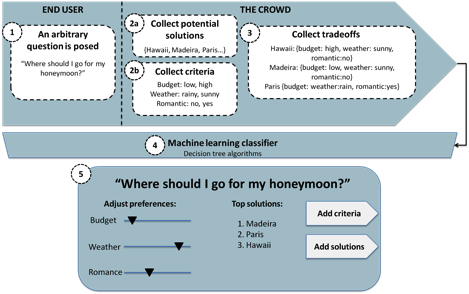 END USER
THE CROWD
1
An arbitrary
question is posed
"Where should I go for my
honeymoon?"
2a
Collect potential
solutions
{Hawaii, Madeira, Paris...}
2b
Collect criteria
Budget: low, high
Weather: rainy, sunny
Romantic: no, yes
3
Collect tradeoffs
Hawaii: {budget: high, weather: sunny,
romantic:no}
Madeira: {budget: low, weather: sunny,
romantic:no}
Paris {budget: weather:rain, romantic:yes}
4
Machine learning classifier
Decision tree algorithms
5
"Where should I go for my honeymoon?"
Adjust preferences:
Budget
Weather
Romance
Top solutions:
1. Madeira
2. Paris
3. Hawaii
Add criteria
Add solutions